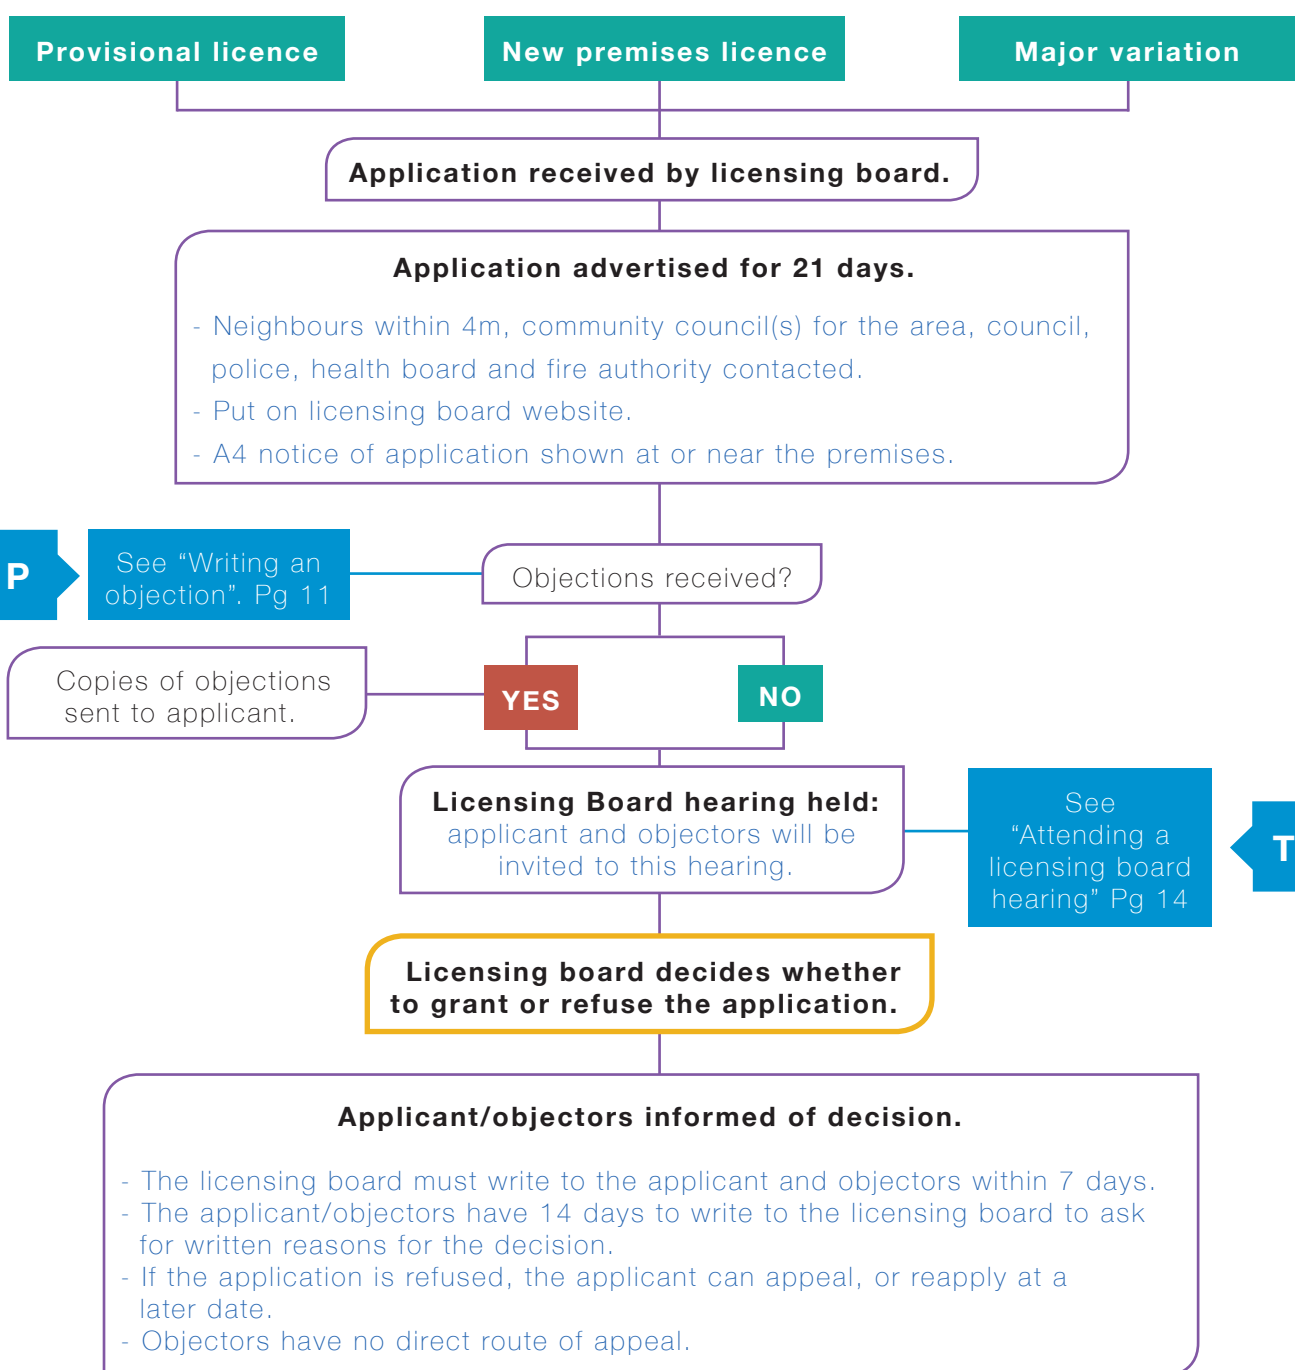 Provisional licence
New premises licence
Major variation
Application received by licensing board.
Application advertised for 21 days.
- Neighbours within 4m, community council(s) for the area, council,
police, health board and fire authority contacted.
- Put on licensing board website.
- A4 notice of application shown at or near the premises.
P
See “Writing an
objection”. Pg 11
Objections received?
Copies of objections
sent to applicant.
YES
NO
Licensing Board hearing held:
applicant and objectors will be
invited to this hearing.
See
“Attending a
licensing board
hearing” Pg 14
T
Licensing board decides whether
to grant or refuse the application.
Applicant/objectors informed of decision.
- The licensing board must write to the applicant and objectors within 7 days.
- The applicant/objectors have 14 days to write to the licensing board to ask
for written reasons for the decision.
- If the application is refused, the applicant can appeal, or reapply at a
later date.
- Objectors have no direct route of appeal.